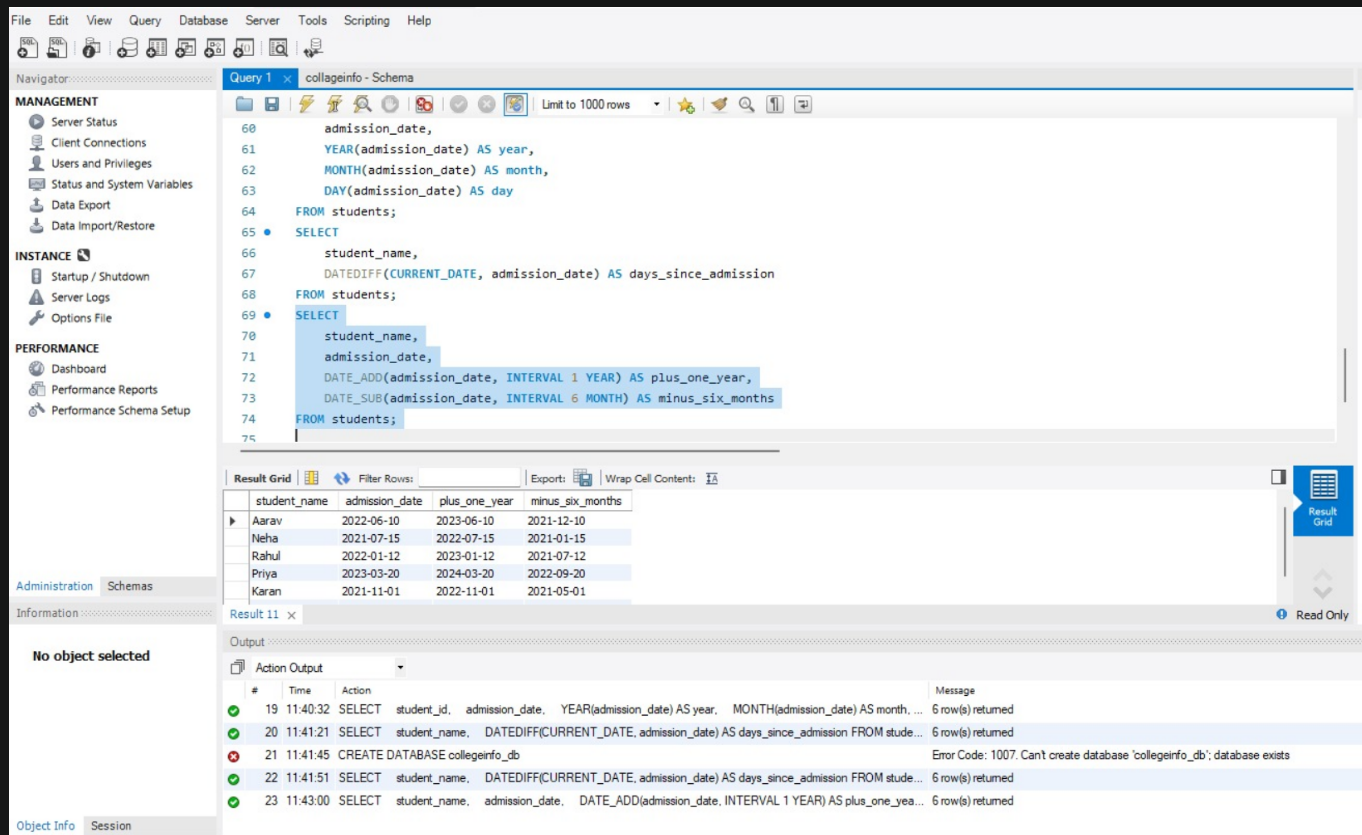 File Edit View Query Database Server Tools Scripting Help
Navigator
MANAGEMENT
Server Status
Client Connections
Users and Privileges
Status and System Variables
Data Export
Data Import/Restore
INSTANCE
Startup / Shutdown
Server Logs
Options File
PERFORMANCE
Dashboard
Performance Reports
Performance Schema Setup
Administration Schemas
Information
No object selected
Object Info Session
Query 1 collageinfo - Schema
Limit to 1000 rows
60 admission_date,
61 YEAR(admission_date) AS year,
62 MONTH(admission_date) AS month,
63 DAY(admission_date) AS day
64 FROM students;
65 SELECT
66 student_name,
67 DATEDIFF(CURRENT_DATE, admission_date) AS days_since_admission
68 FROM students;
69 SELECT
70 student_name,
71 admission_date,
72 DATE_ADD(admission_date, INTERVAL 1 YEAR) AS plus_one_year,
73 DATE_SUB(admission_date, INTERVAL 6 MONTH) AS minus_six_months
74 FROM students;
75
Result Grid Filter Rows: Export: Wrap Cell Content:
student_name admission_date plus_one_year minus_six_months
Aarav 2022-06-10 2023-06-10 2021-12-10
Neha 2021-07-15 2022-07-15 2021-01-15
Rahul 2022-01-12 2023-01-12 2021-07-12
Priya 2023-03-20 2024-03-20 2022-09-20
Karan 2021-11-01 2022-11-01 2021-05-01
Result
Grid
Result 11 Read Only
Output
Action Output
# Time Action Message
19 11:40:32 SELECT student_id, admission_date, YEAR(admission_date) AS year, MONTH(admission_date) AS month, ... 6 row(s) returned
20 11:41:21 SELECT student_name, DATEDIFF(CURRENT_DATE, admission_date) AS days_since_admission FROM stude... 6 row(s) returned
21 11:41:45 CREATE DATABASE collegeinfo_db Error Code: 1007. Can't create database 'collegeinfo_db'; database exists
22 11:41:51 SELECT student_name, DATEDIFF(CURRENT_DATE, admission_date) AS days_since_admission FROM stude... 6 row(s) returned
23 11:43:00 SELECT student_name, admission_date, DATE_ADD(admission_date, INTERVAL 1 YEAR) AS plus_one_yea... 6 row(s) returned